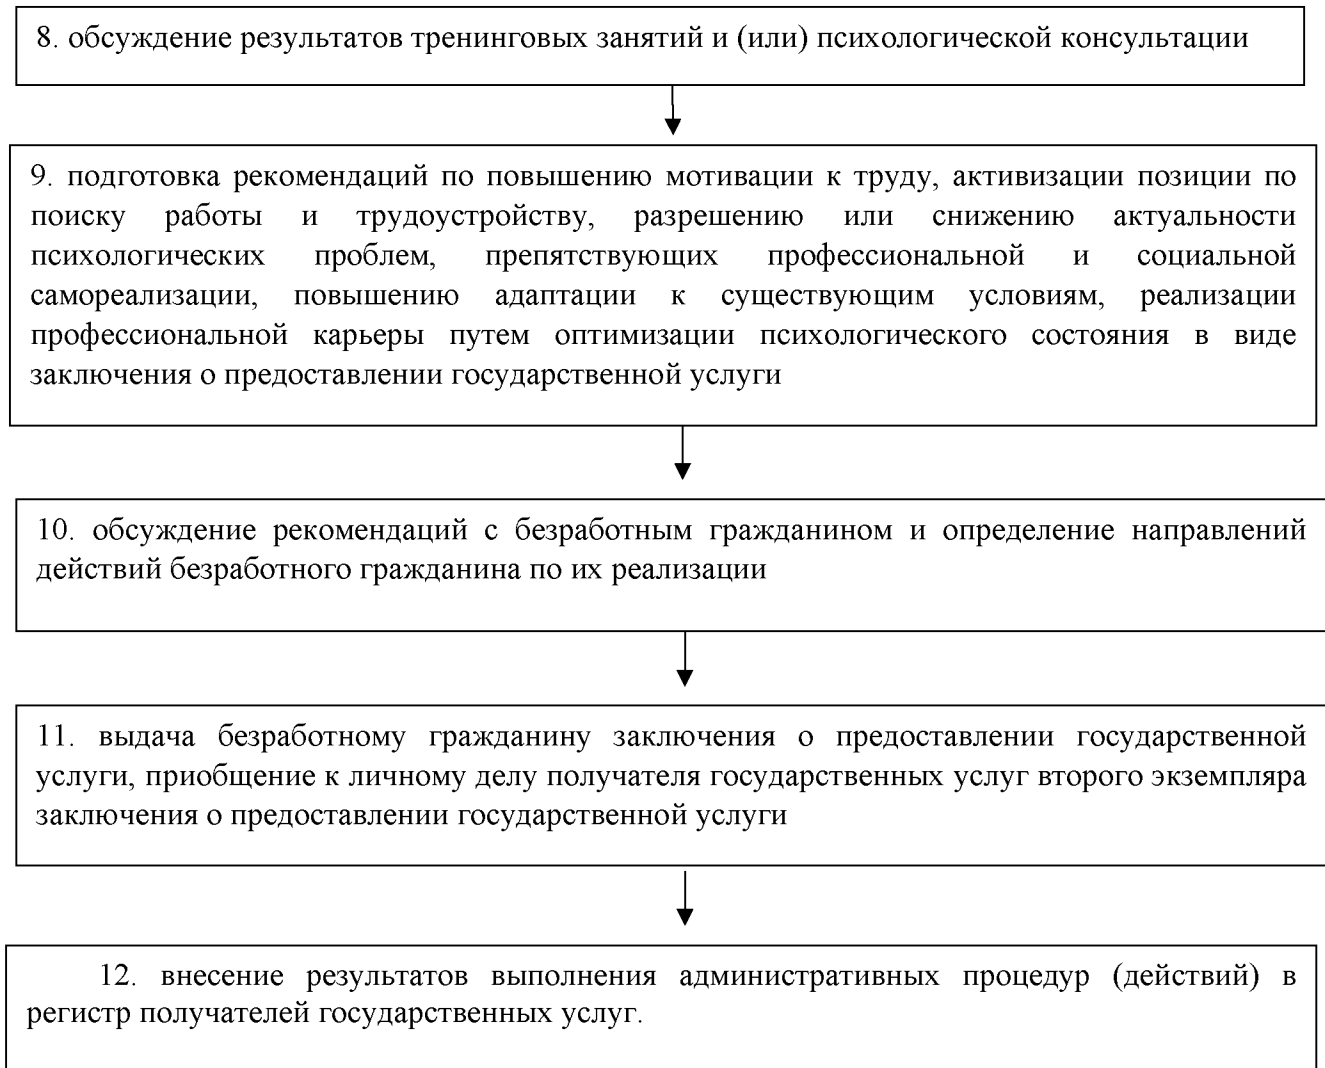 8. обсуждение результатов тренинговых занятий и (или) психологической консультации
9. подготовка рекомендаций по повышению мотивации к труду, активизации позиции по
поиску работы и трудоустройству, разрешению или снижению актуальности
психологических проблем, препятствующих профессиональной и социальной
самореализации, повышению адаптации к существующим условиям, реализации
профессиональной карьеры путем оптимизации психологического состояния в виде
заключения о предоставлении государственной услуги
10. обсуждение рекомендаций с безработным гражданином и определение направлений
действий безработного гражданина по их реализации
11. выдача безработному гражданину заключения о предоставлении государственной
услуги, приобщение к личному делу получателя государственных услуг второго экземпляра
заключения о предоставлении государственной услуги
12. внесение результатов выполнения административных процедур (действий) в
регистр получателей государственных услуг.